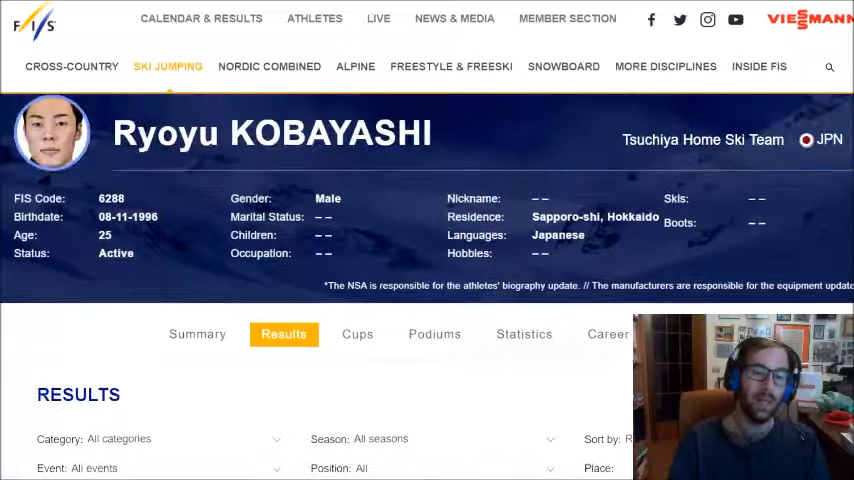 FIS
CALENDAR & RESULTS ATHLETES LIVE NEWS & MEDIA MEMBER SECTION
VIESSMANN
CROSS-COUNTRY SKI JUMPING NORDIC COMBINED ALPINE FREESTYLE & FREESKI SNOWBOARD MORE DISCIPLINES INSIDE FIS
Ryoyu KOBAYASHI
Tsuchiya Home Ski Team JPN
FIS Code: 6288 Gender: Male Nickname: -- Skis: --
Birthdate: 08-11-1996 Marital Status: -- Residence: Sapporo-shi, Hokkaido Boots: --
Age: 25 Children: -- Languages: Japanese
Status: Active Occupation: -- Hobbies: --
*The NSA is responsible for the athletes' biography update. // The manufacturers are responsible for the equipment update
Summary Results Cups Podiums Statistics Career
RESULTS
Category: All categories Season: All seasons Sort by: R
Event: All events Position: All Place: